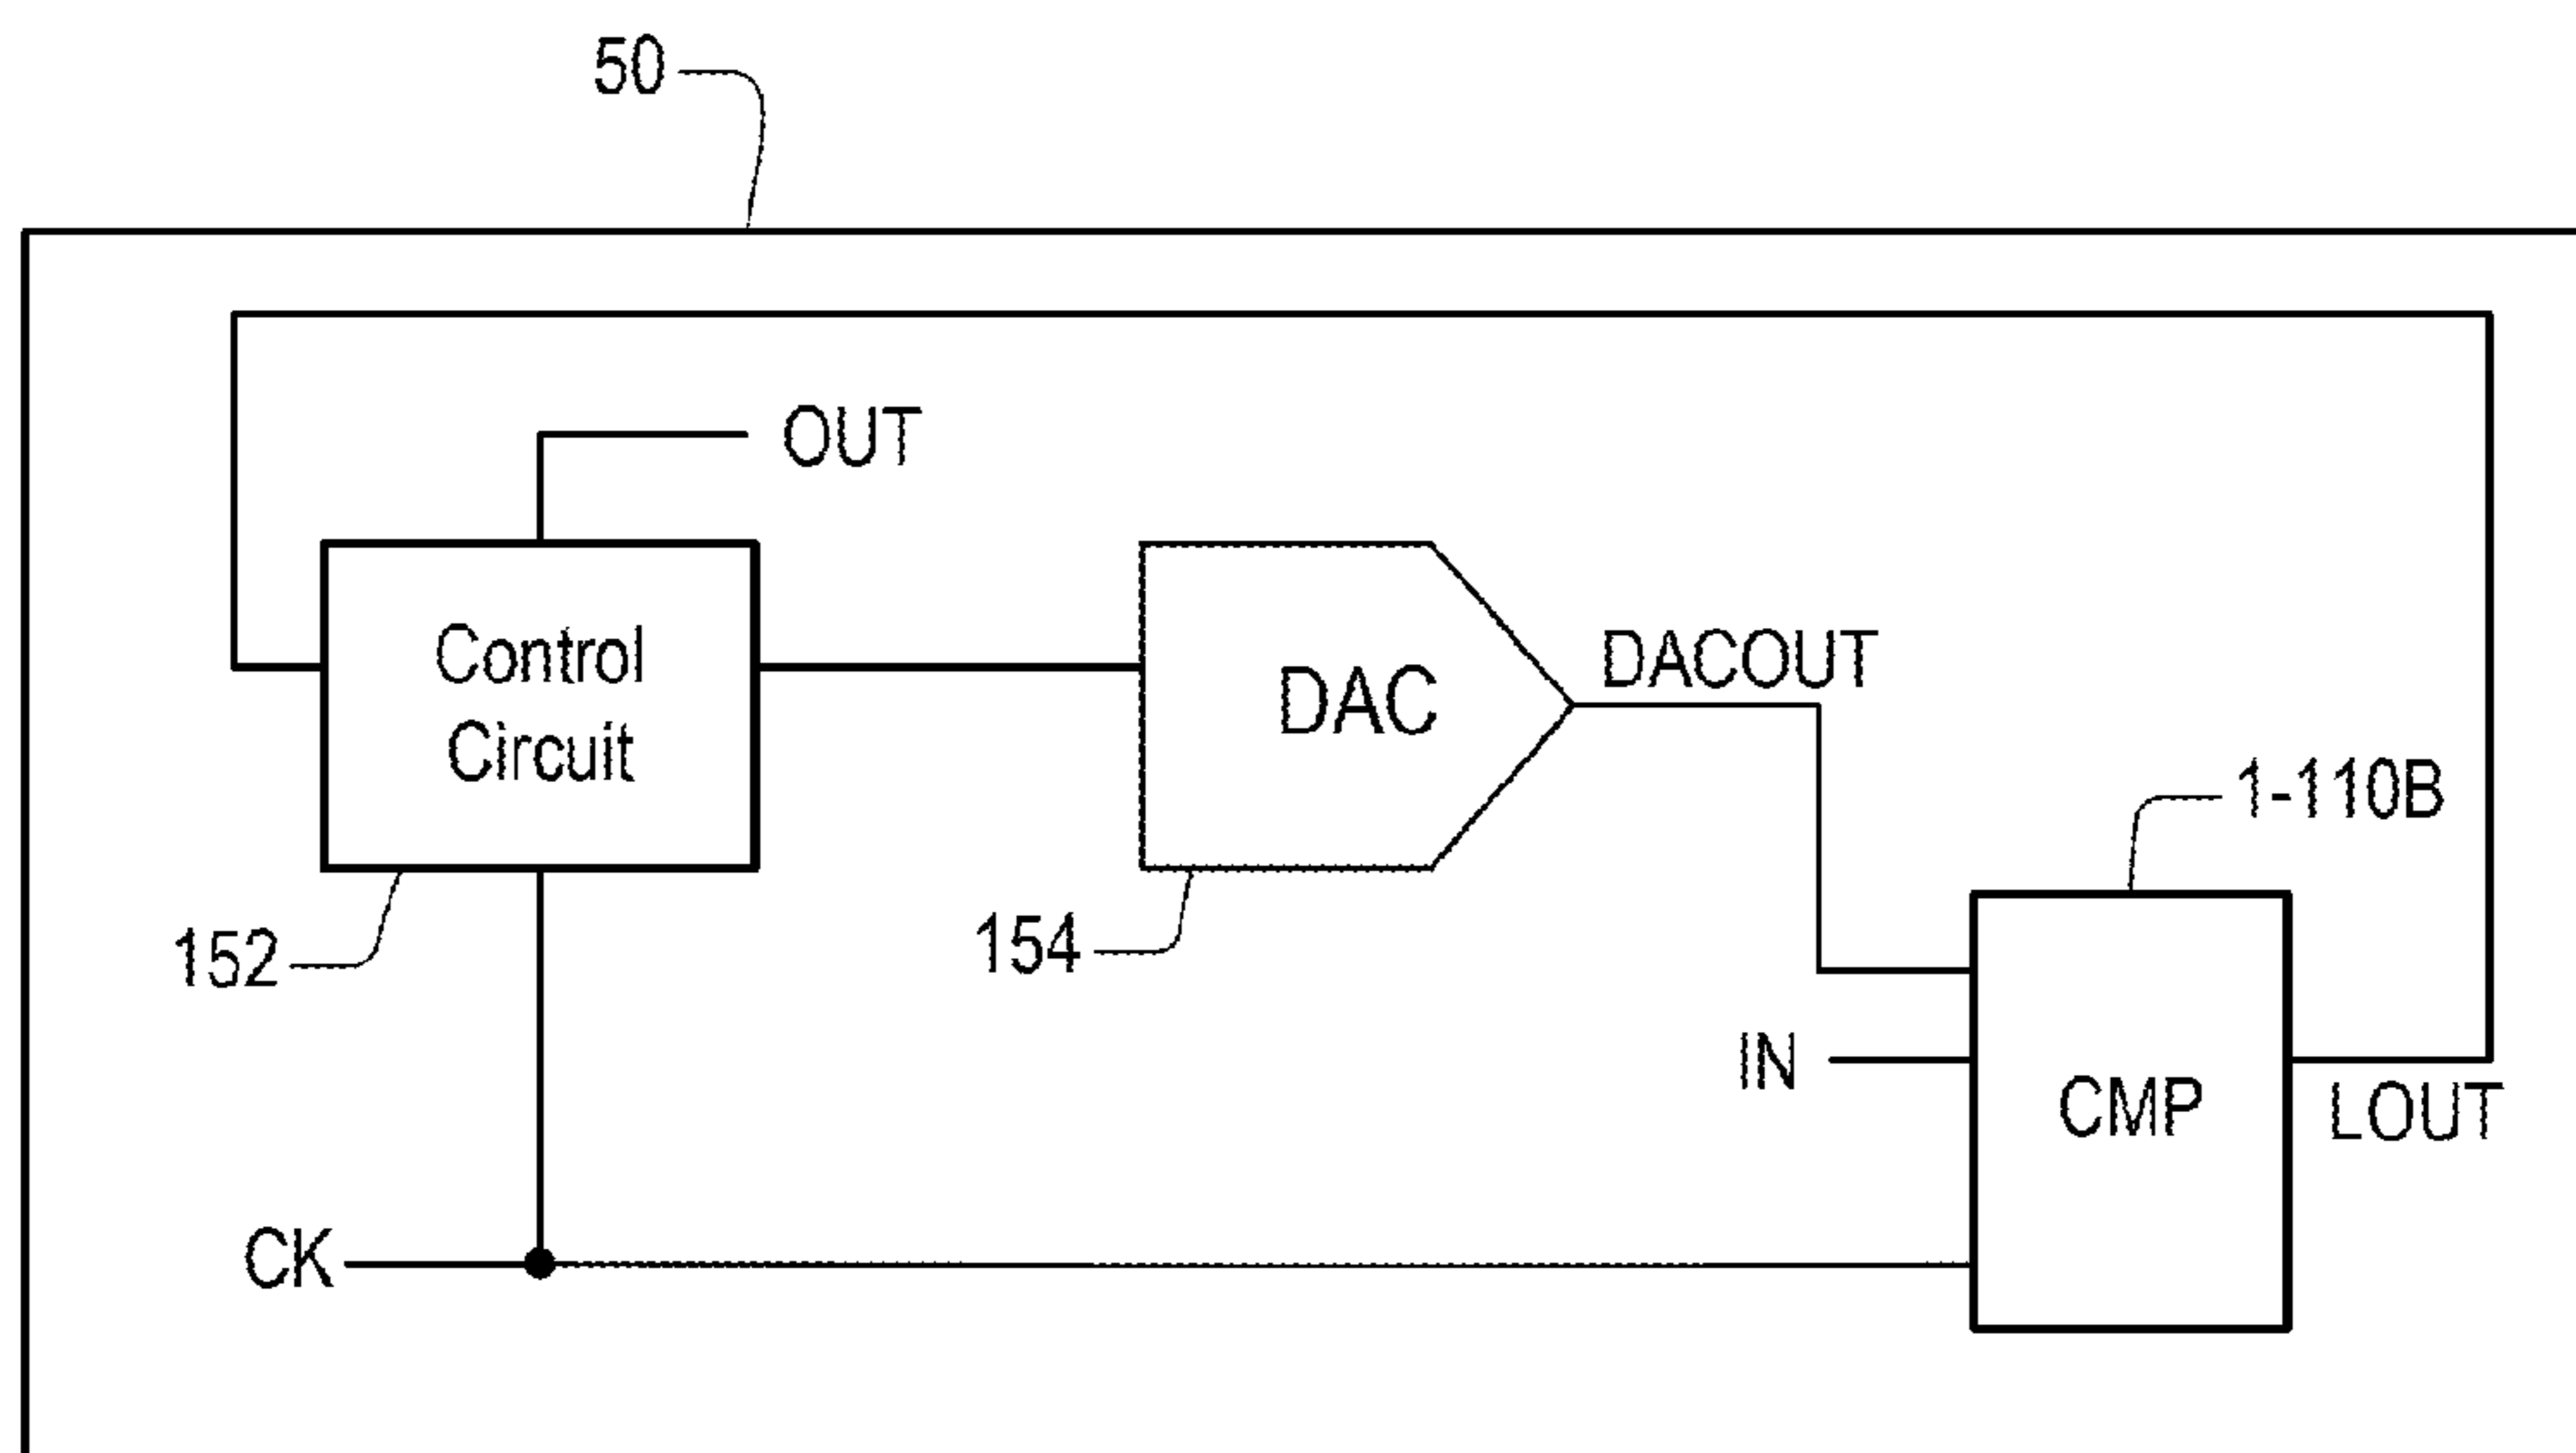 50
OUT
Control
Circuit
DAC
DACOUT
1-110B
152
154
IN
CMP
LOUT
CK